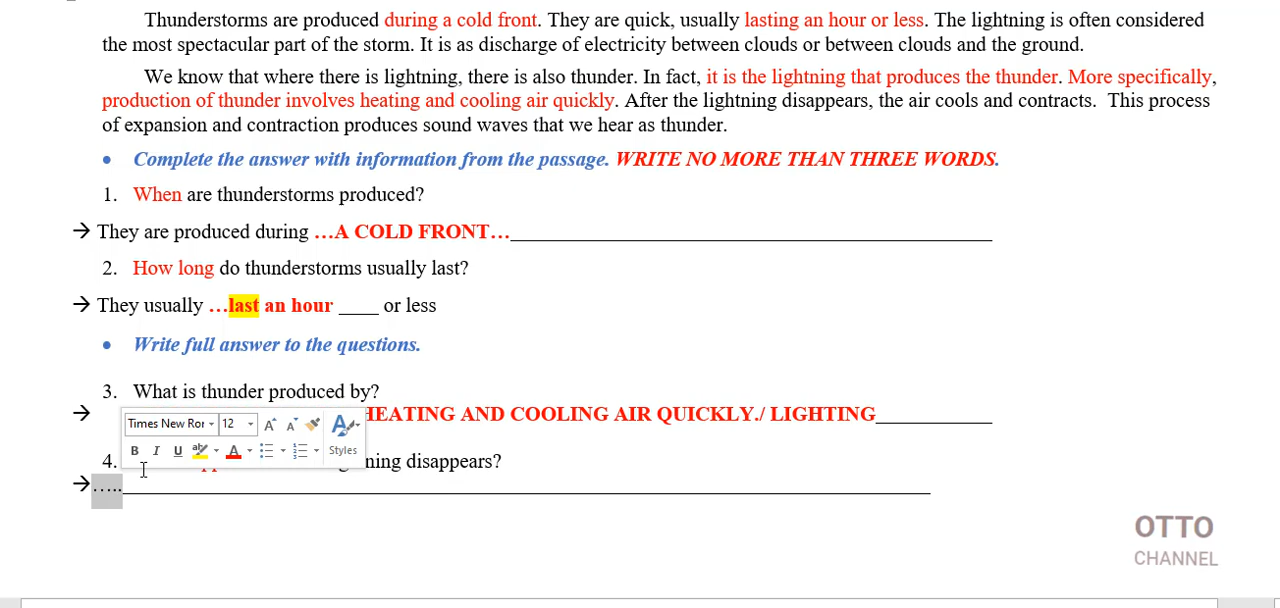 Thunderstorms are produced during a cold front. They are quick, usually lasting an hour or less. The lightning is often considered
the most spectacular part of the storm. It is as discharge of electricity between clouds or between clouds and the ground.
We know that where there is lightning, there is also thunder. In fact, it is the lightning that produces the thunder. More specifically,
production of thunder involves heating and cooling air quickly. After the lightning disappears, the air cools and contracts. This process
of expansion and contraction produces sound waves that we hear as thunder.
• Complete the answer with information from the passage. WRITE NO MORE THAN THREE WORDS.
1. When are thunderstorms produced?
→ They are produced during …A COLD FRONT…______
2. How long do thunderstorms usually last?
→ They usually …last an hour ____ or less
• Write full answer to the questions.
3. What is thunder produced by?
→ HEATING AND COOLING AIR QUICKLY./ LIGHTING______
Times New Ror 12
B I U Styles
4. disappears?
→ …..______
OTTO
CHANNEL